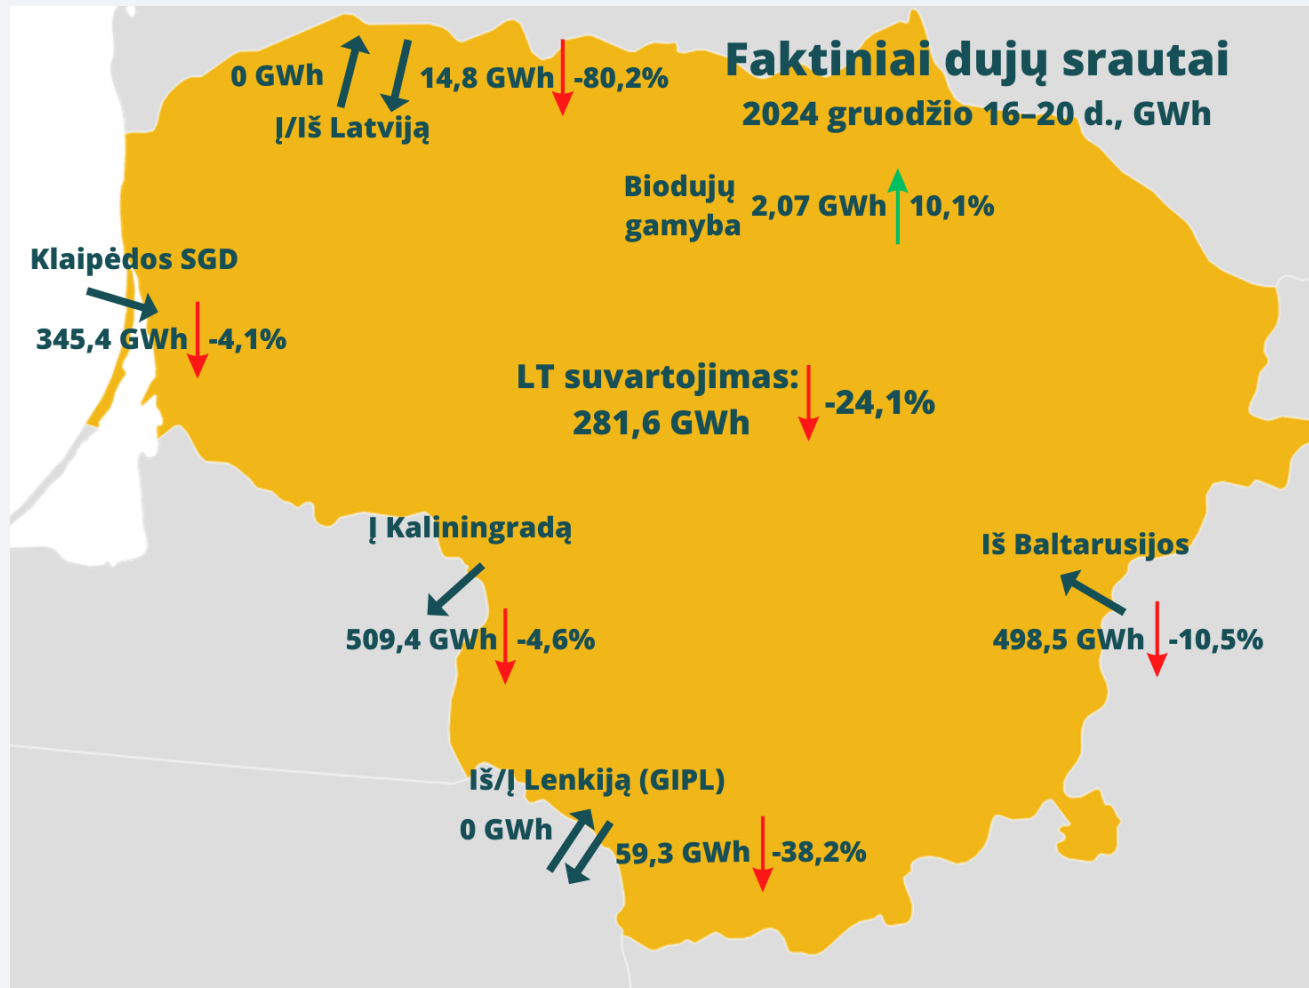 Faktiniai dujų srautai
2024 gruodžio 16–20 d., GWh
0 GWh
14,8 GWh
-80,2%
Į/Iš Latviją
Biodujų
gamyba
2,07 GWh
10,1%
Klaipėdos SGD
345,4 GWh
-4,1%
LT suvartojimas:
281,6 GWh
-24,1%
Į Kaliningradą
509,4 GWh
-4,6%
Iš Baltarusijos
498,5 GWh
-10,5%
Iš/Į Lenkiją (GIPL)
0 GWh
59,3 GWh
-38,2%